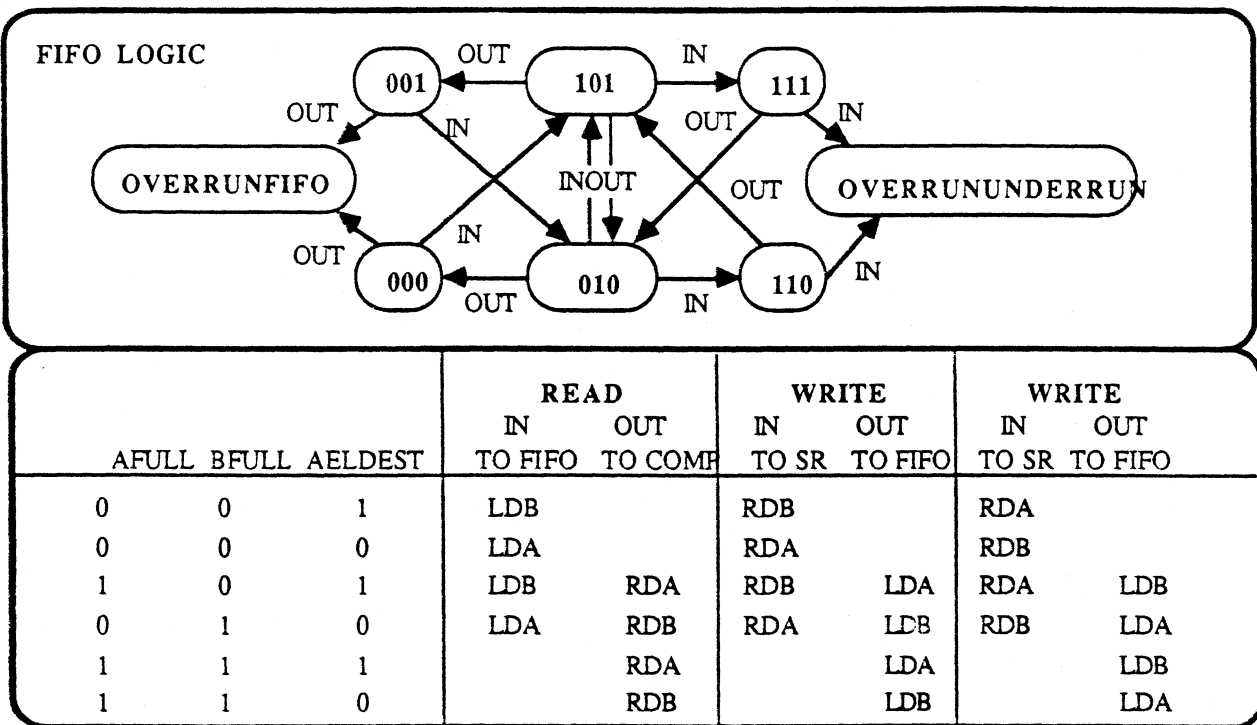 FIFO LOGIC
OUT IN
001 101 111
OUT IN OUT IN
OVERRUNFIFO INOUT OUT OVERRUNUNDERRUN
OUT IN IN
000 010 110
OUT IN
READ WRITE WRITE
IN OUT IN OUT IN OUT
AFULL BFULL AELDEST TO FIFO TO COMP TO SR TO FIFO TO SR TO FIFO
0 0 1 LDB RDB RDA
0 0 0 LDA RDA RDB
1 0 1 LDB RDA RDB LDA RDA LDB
0 1 0 LDA RDB RDA LDB RDB LDA
1 1 1 RDA LDA LDB
1 1 0 RDB LDB LDA